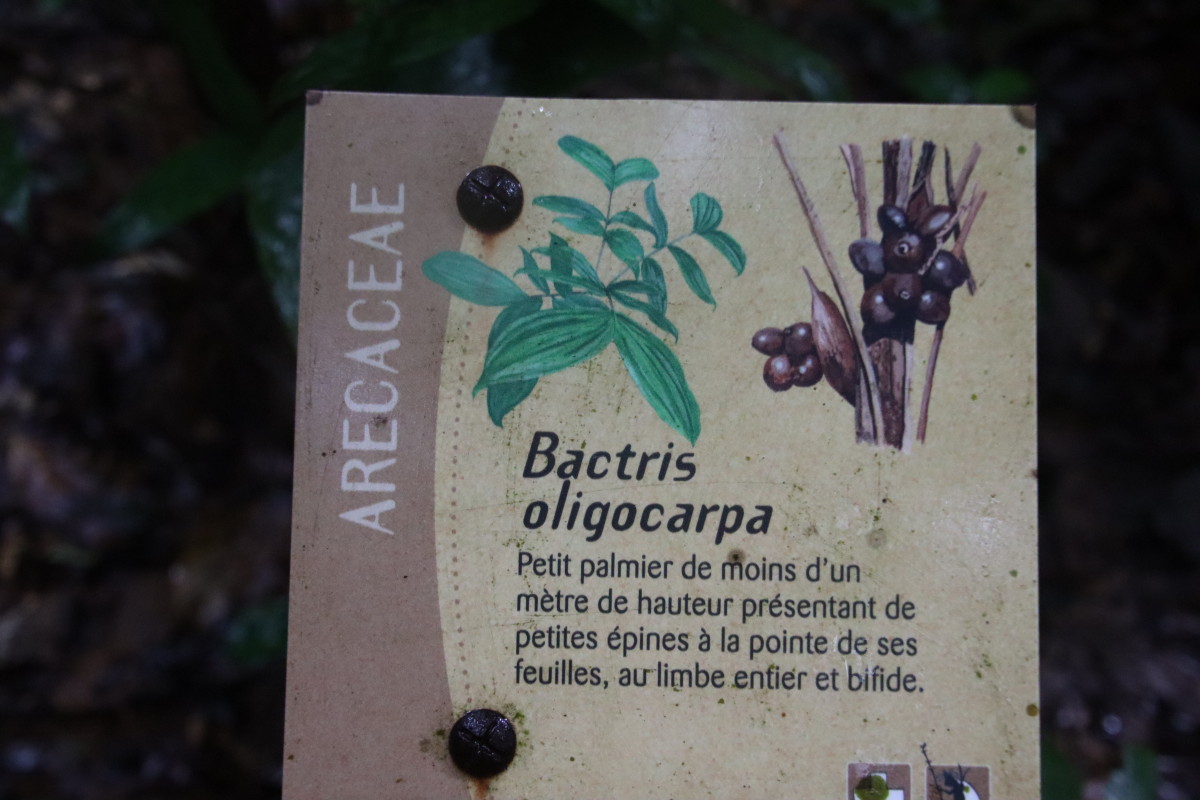 ARECACEAE
Bactris
oligocarpa
Petit palmier de moins d'un
mètre de hauteur présentant de
petites épines à la pointe de ses
feuilles, au limbe entier et bifide.